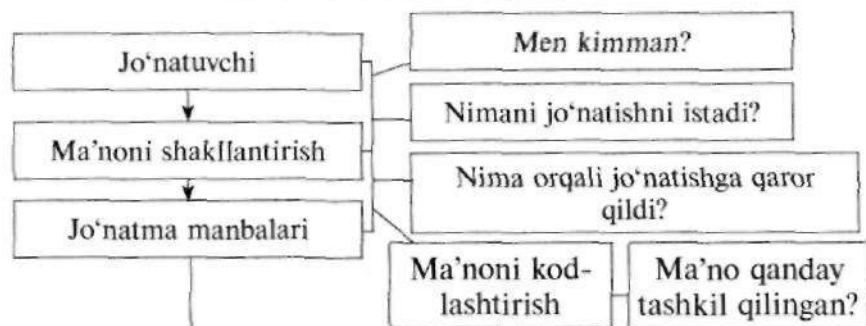 Jo‘natuvchi
Men kimman?
Ma’noni shakllantirish
Nimani jo‘natishni istadi?
Jo‘natma manbalari
Nima orqali jo‘natishga qaror
qildi?
Ma’noni kod-
lashtirish
Ma’no qanday
tashkil qilingan?